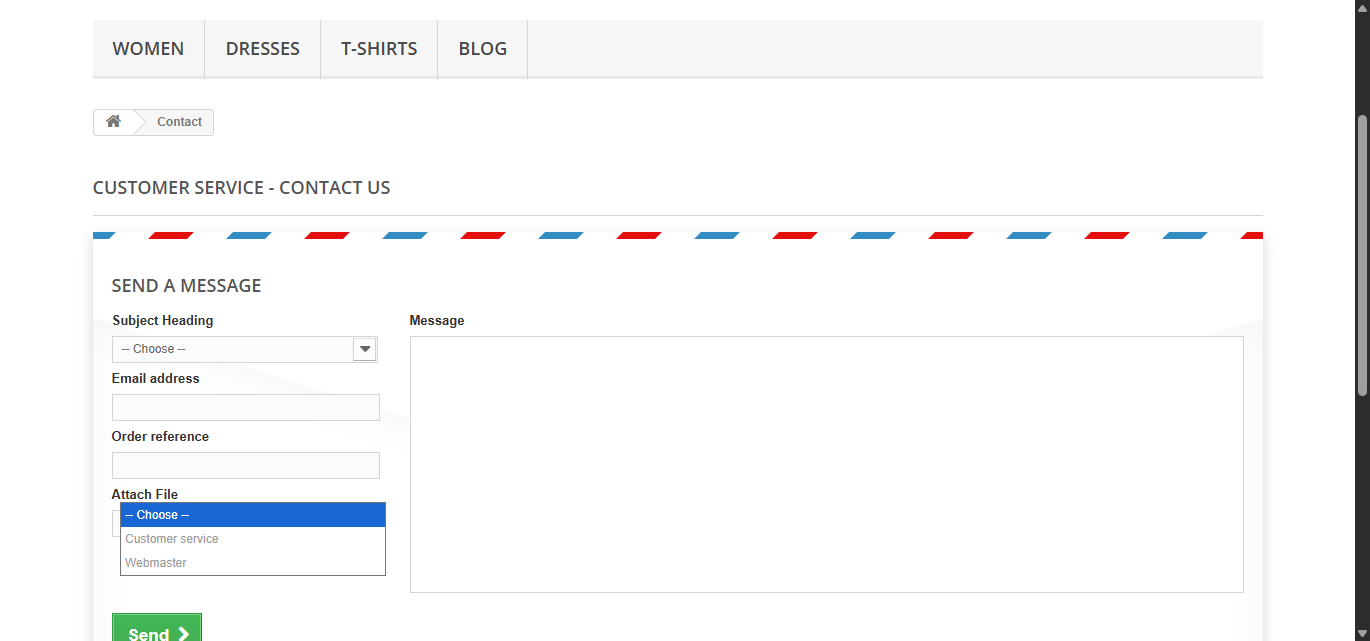 WOMEN DRESSES T-SHIRTS BLOG
Contact
CUSTOMER SERVICE - CONTACT US
SEND A MESSAGE
Subject Heading
-- Choose --
Email address
Order reference
Attach File
-- Choose --
Customer service
Webmaster
Send
Message